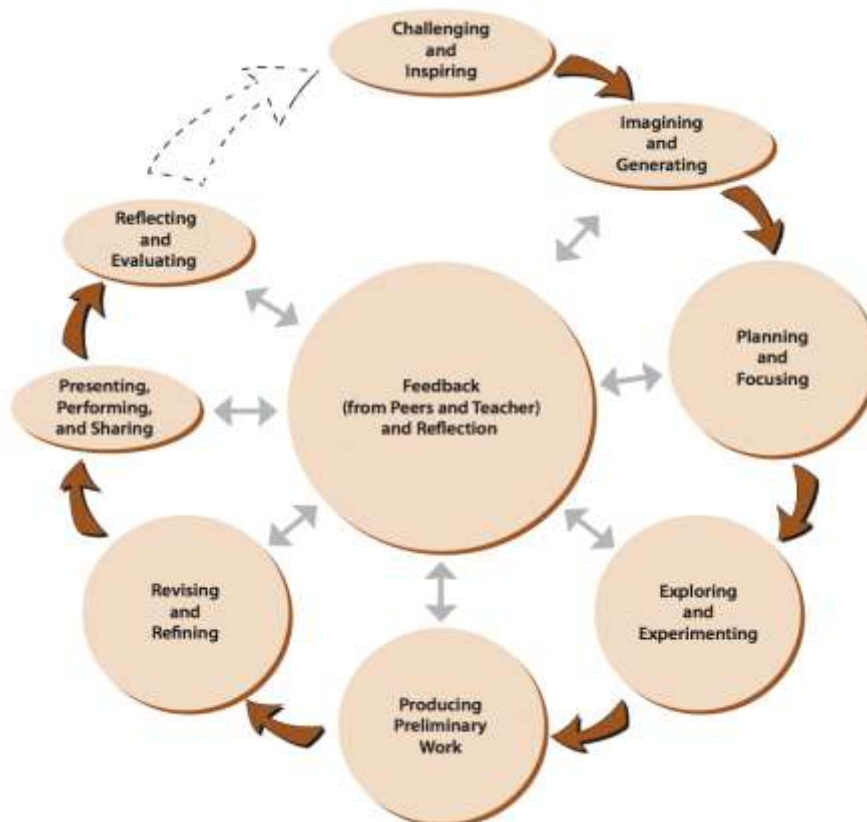 Challenging
and
Inspiring
Imagining
and
Generating
Planning
and
Focusing
Exploring
and
Experimenting
Producing
Preliminary
Work
Revising
and
Refining
Presenting,
Performing,
and Sharing
Reflecting
and
Evaluating
Feedback
(from Peers and Teacher)
and Reflection